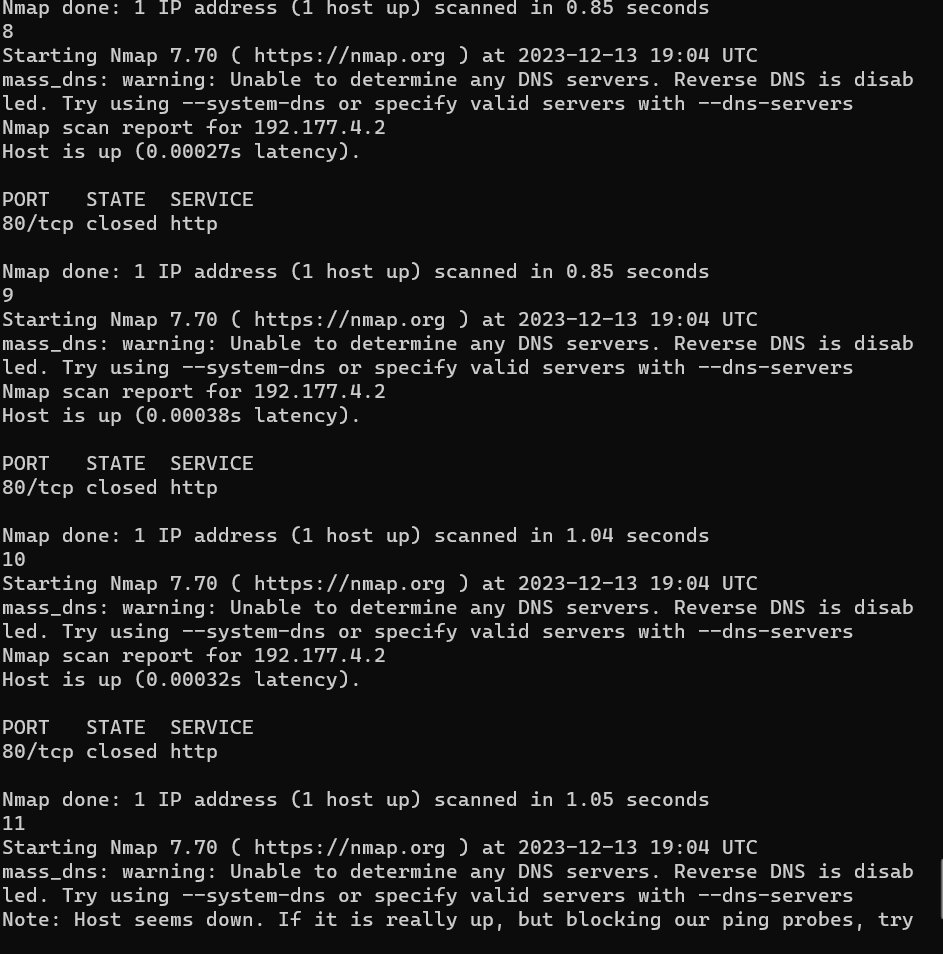 Nmap done: 1 IP address (1 host up) scanned in 0.85 seconds
8
Starting Nmap 7.70 ( https://nmap.org ) at 2023-12-13 19:04 UTC
mass_dns: warning: Unable to determine any DNS servers. Reverse DNS is disab
led. Try using --system-dns or specify valid servers with --dns-servers
Nmap scan report for 192.177.4.2
Host is up (0.00027s latency).
PORT   STATE  SERVICE
80/tcp closed http
Nmap done: 1 IP address (1 host up) scanned in 0.85 seconds
9
Starting Nmap 7.70 ( https://nmap.org ) at 2023-12-13 19:04 UTC
mass_dns: warning: Unable to determine any DNS servers. Reverse DNS is disab
led. Try using --system-dns or specify valid servers with --dns-servers
Nmap scan report for 192.177.4.2
Host is up (0.00038s latency).
PORT   STATE  SERVICE
80/tcp closed http
Nmap done: 1 IP address (1 host up) scanned in 1.04 seconds
10
Starting Nmap 7.70 ( https://nmap.org ) at 2023-12-13 19:04 UTC
mass_dns: warning: Unable to determine any DNS servers. Reverse DNS is disab
led. Try using --system-dns or specify valid servers with --dns-servers
Nmap scan report for 192.177.4.2
Host is up (0.00032s latency).
PORT   STATE  SERVICE
80/tcp closed http
Nmap done: 1 IP address (1 host up) scanned in 1.05 seconds
11
Starting Nmap 7.70 ( https://nmap.org ) at 2023-12-13 19:04 UTC
mass_dns: warning: Unable to determine any DNS servers. Reverse DNS is disab
led. Try using --system-dns or specify valid servers with --dns-servers
Note: Host seems down. If it is really up, but blocking our ping probes, try